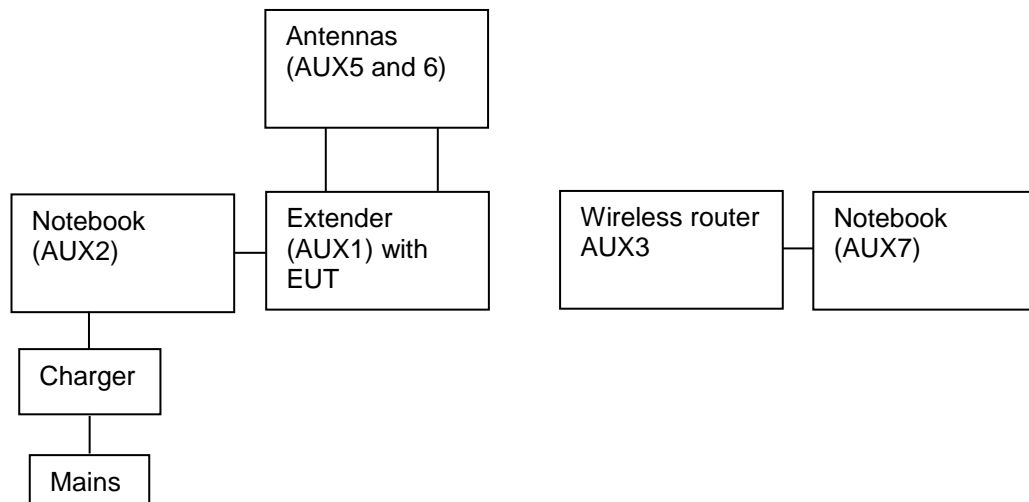 Antennas
(AUX5 and 6)
Notebook
(AUX2)
Extender
(AUX1) with
EUT
Wireless router
AUX3
Notebook
(AUX7)
Charger
Mains